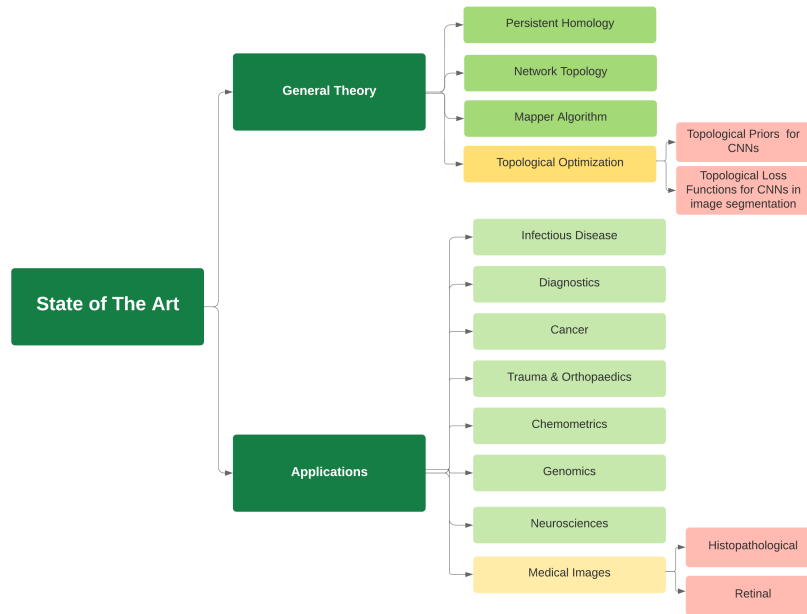 State of The Art
General Theory
Persistent Homology
Network Topology
Mapper Algorithm
Topological Optimization
Topological Priors for
CNNs
Topological Loss
Functions for CNNs in
image segmentation
Applications
Infectious Disease
Diagnostics
Cancer
Trauma & Orthopaedics
Chemometrics
Genomics
Neurosciences
Medical Images
Histopathological
Retinal